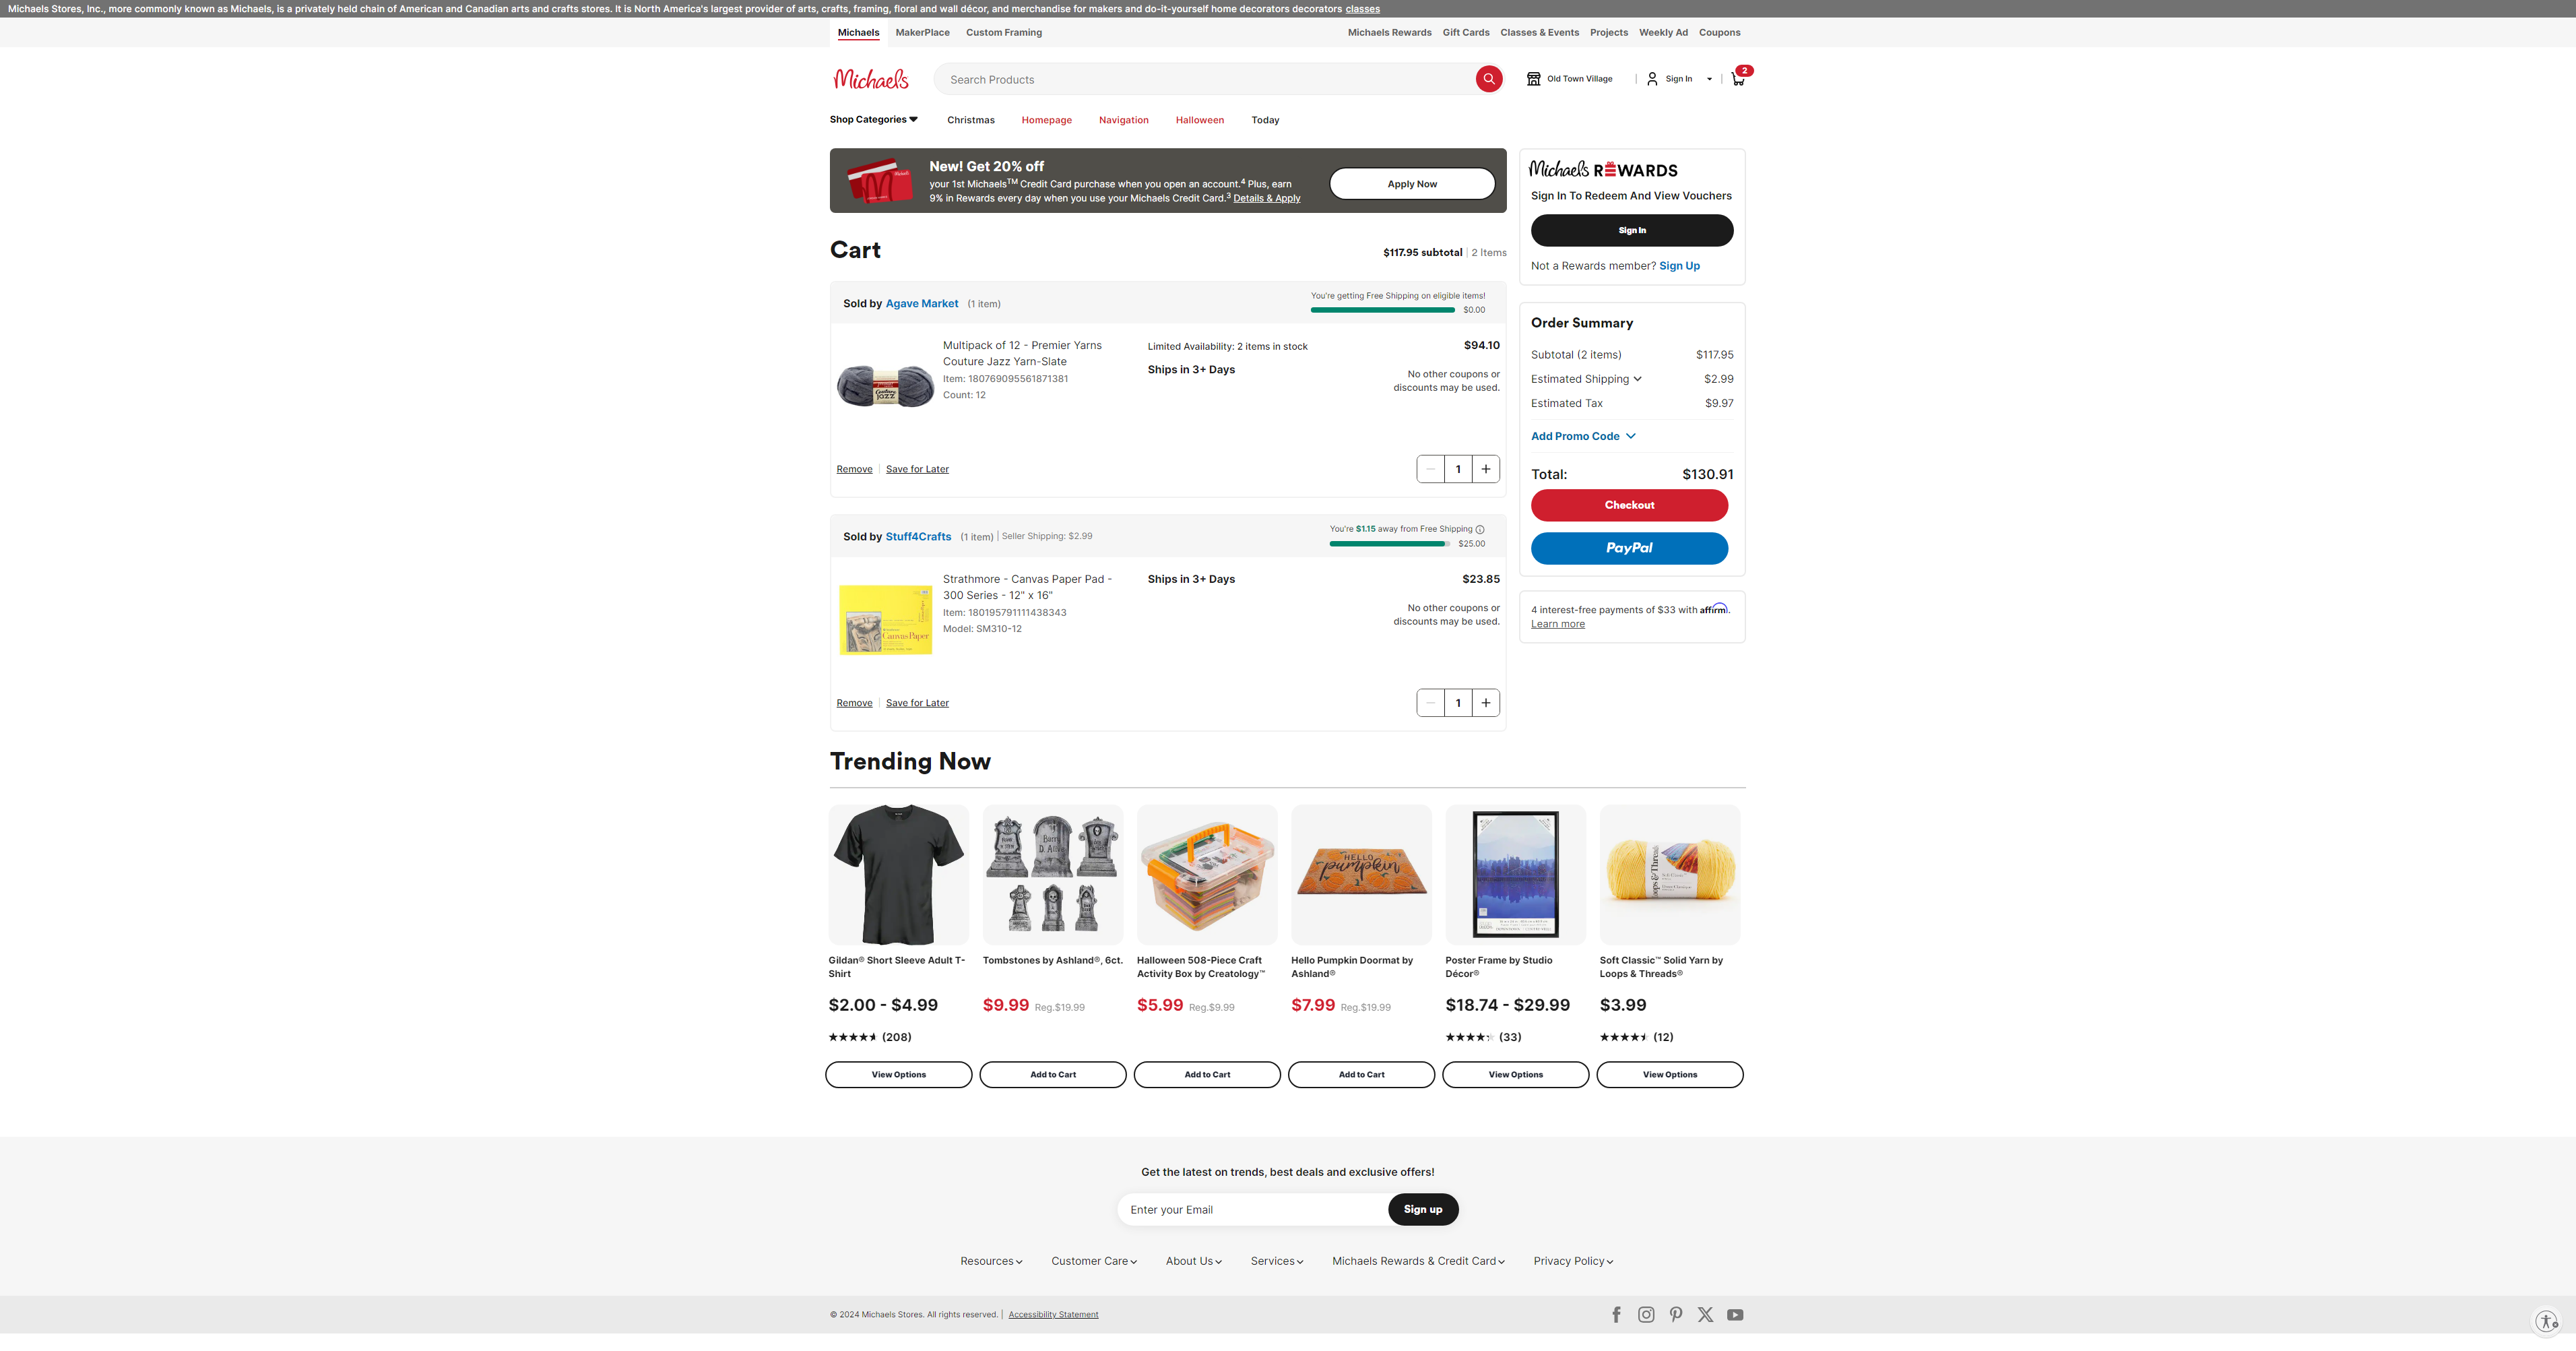 Michaels Stores, Inc., more commonly known as Michaels, is a privately held chain of American and Canadian arts and crafts stores. It is North America's largest provider of arts, crafts, framing, floral and wall décor, and merchandise for makers and do-it-yourself home decorators decorators classes
Michaels MakerPlace Custom Framing Michaels Rewards Gift Cards Classes & Events Projects Weekly Ad Coupons
Michaels Search Products Old Town Village | Sign In | 2
Shop Categories Christmas Homepage Navigation Halloween Today
New! Get 20% off
your 1st Michaels™ Credit Card purchase when you open an account.⁴ Plus, earn
9% in Rewards every day when you use your Michaels Credit Card.³ Details & Apply
Apply Now
Michaels REWARDS
Sign In To Redeem And View Vouchers
Sign In
Not a Rewards member? Sign Up
Cart
$117.95 subtotal | 2 Items
Sold by Agave Market (1 item)
You're getting Free Shipping on eligible items!
$0.00
Multipack of 12 - Premier Yarns
Couture Jazz Yarn-Slate
Item: 180769095561871381
Count: 12
Limited Availability: 2 items in stock
Ships in 3+ Days
$94.10
No other coupons or
discounts may be used.
Remove | Save for Later
1
Sold by Stuff4Crafts (1 item) | Seller Shipping: $2.99
You're $1.15 away from Free Shipping
$25.00
Strathmore - Canvas Paper Pad -
300 Series - 12" x 16"
Item: 180195791111438343
Model: SM310-12
Ships in 3+ Days
$23.85
No other coupons or
discounts may be used.
Canvas Paper
Remove | Save for Later
1
Order Summary
Subtotal (2 items) $117.95
Estimated Shipping $2.99
Estimated Tax $9.97
Add Promo Code
Total: $130.91
Checkout
PayPal
4 interest-free payments of $33 with affirm.
Learn more
Trending Now
HELLO
pumpkin
Gildan® Short Sleeve Adult T-
Shirt
$2.00 - $4.99
(208)
View Options
Tombstones by Ashland®, 6ct.
$9.99 Reg.$19.99
Add to Cart
Halloween 508-Piece Craft
Activity Box by Creatology™
$5.99 Reg.$9.99
Add to Cart
Hello Pumpkin Doormat by
Ashland®
$7.99 Reg.$19.99
Add to Cart
Poster Frame by Studio
Décor®
$18.74 - $29.99
(33)
View Options
Soft Classic™ Solid Yarn by
Loops & Threads®
$3.99
(12)
View Options
Get the latest on trends, best deals and exclusive offers!
Enter your Email Sign up
Resources Customer Care About Us Services Michaels Rewards & Credit Card Privacy Policy
© 2024 Michaels Stores. All rights reserved. | Accessibility Statement